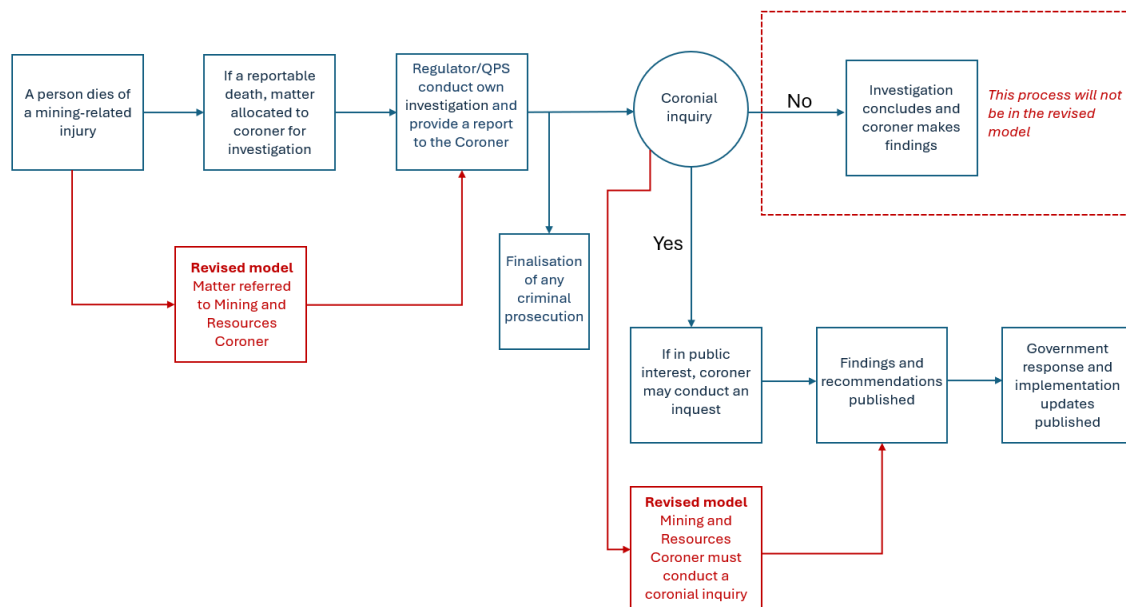 A person dies of
a mining-related
injury
If a reportable
death, matter
allocated to
coroner for
investigation
Regulator/QPS
conduct own
investigation and
provide a report
to the Coroner
Coronial
inquiry
No
Investigation
concludes and
coroner makes
findings
This process will not
be in the revised
model
Revised model
Matter referred
to Mining and
Resources
Coroner
Finalisation
of any
criminal
prosecution
Yes
If in public
interest, coroner
may conduct an
inquest
Findings and
recommendations
published
Government
response and
implementation
updates
published
Revised model
Mining and
Resources
Coroner must
conduct a
coronial inquiry